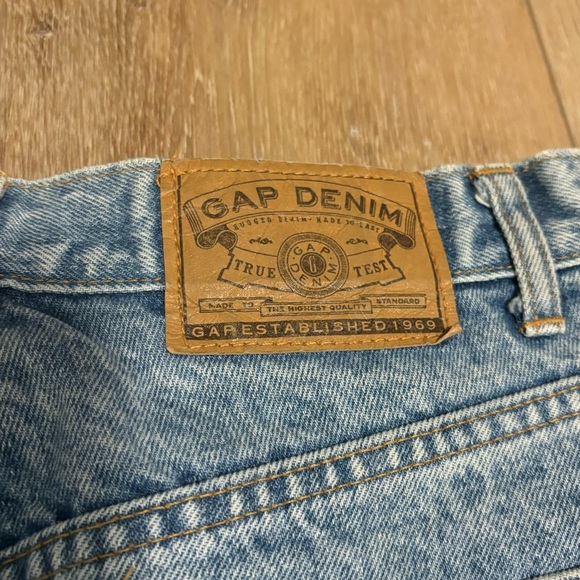 GAP DENIM
RUGGED DENIM · MADE TO LAST
TRUE TEST
GAP DENIM
MADE TO THE HIGHEST QUALITY STANDARD
GAP ESTABLISHED 1969